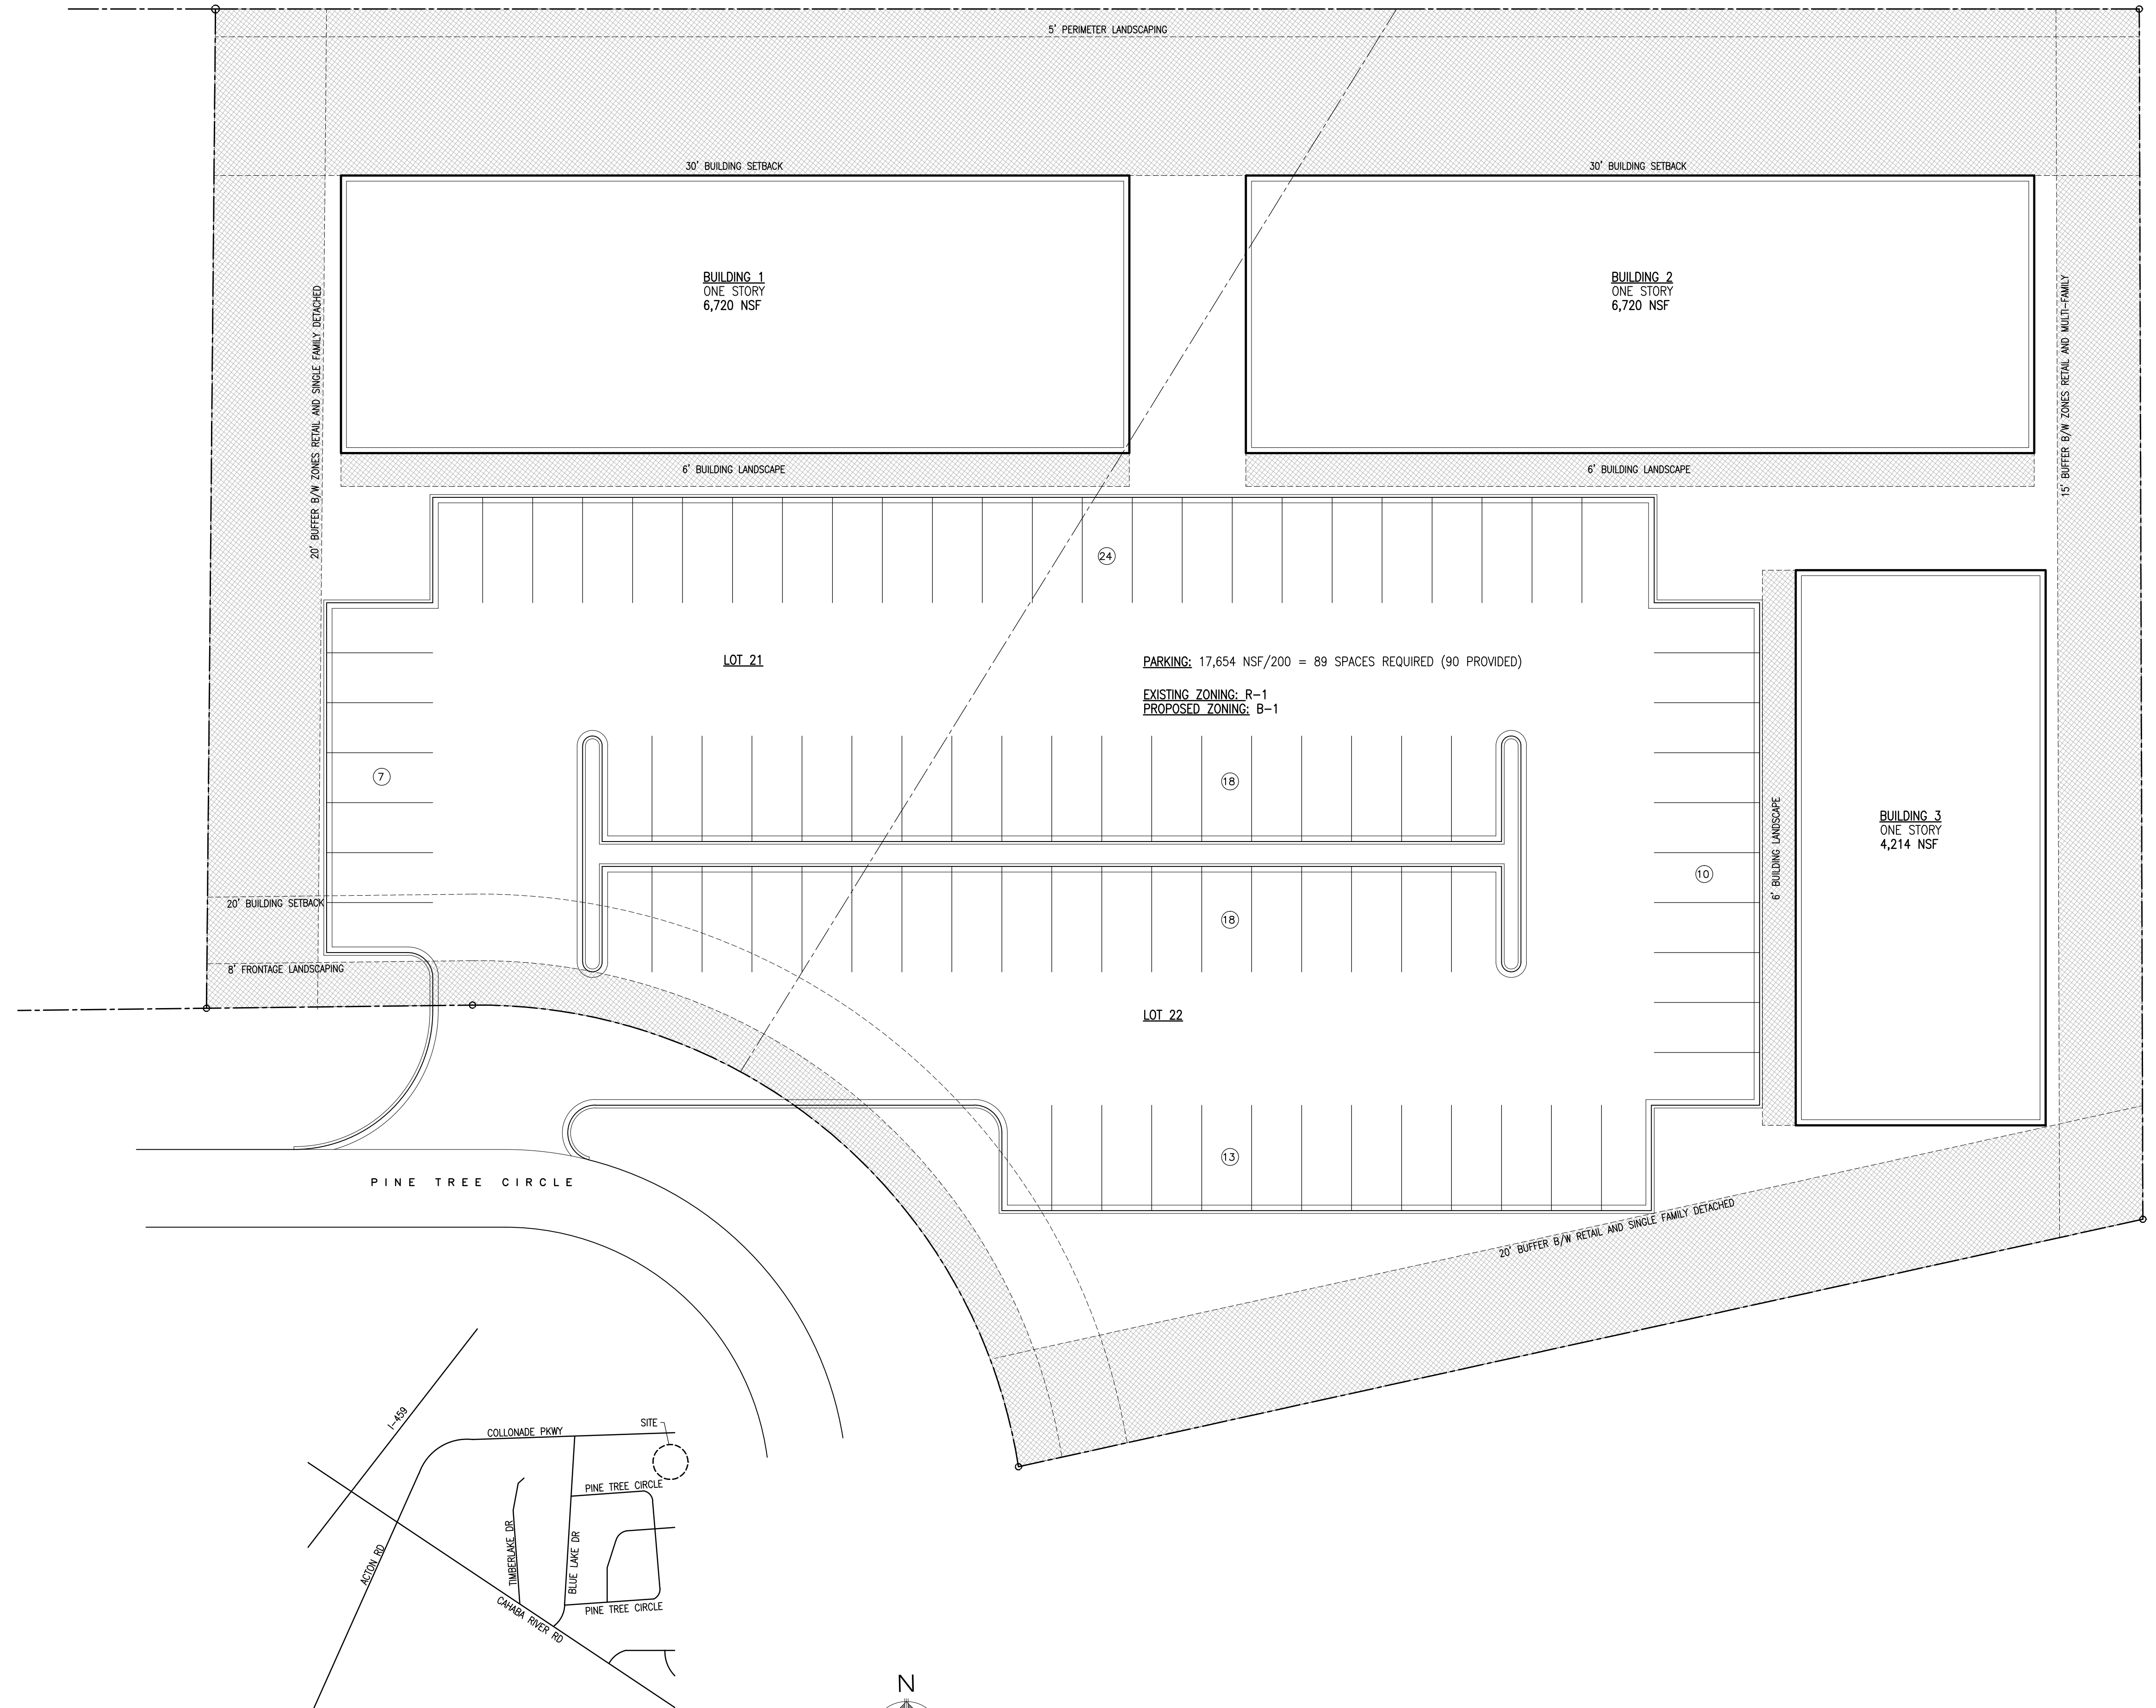 5' PERIMETER LANDSCAPING
30' BUILDING SETBACK
30' BUILDING SETBACK
BUILDING 1
ONE STORY
6,720 NSF
BUILDING 2
ONE STORY
6,720 NSF
20' BUFFER B/W ZONES RETAIL AND SINGLE FAMILY DETACHED
15' BUFFER B/W ZONES RETAIL AND MULTI-FAMILY
6' BUILDING LANDSCAPE
6' BUILDING LANDSCAPE
24
LOT 21
PARKING: 17,654 NSF/200 = 89 SPACES REQUIRED (90 PROVIDED)
EXISTING ZONING: R-1
PROPOSED ZONING: B-1
7
18
6' BUILDING LANDSCAPE
BUILDING 3
ONE STORY
4,214 NSF
10
20' BUILDING SETBACK
18
8' FRONTAGE LANDSCAPING
LOT 22
13
PINE TREE CIRCLE
20' BUFFER B/W RETAIL AND SINGLE FAMILY DETACHED
I-459
COLLONADE PKWY
SITE
PINE TREE CIRCLE
TIMBERLAKE DR
BLUE LAKE DR
ACTON RD
CAHABA RIVER RD
PINE TREE CIRCLE
N